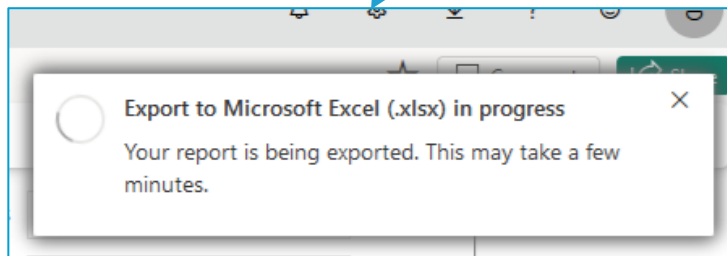 Export to Microsoft Excel (.xlsx) in progress
Your report is being exported. This may take a few
minutes.